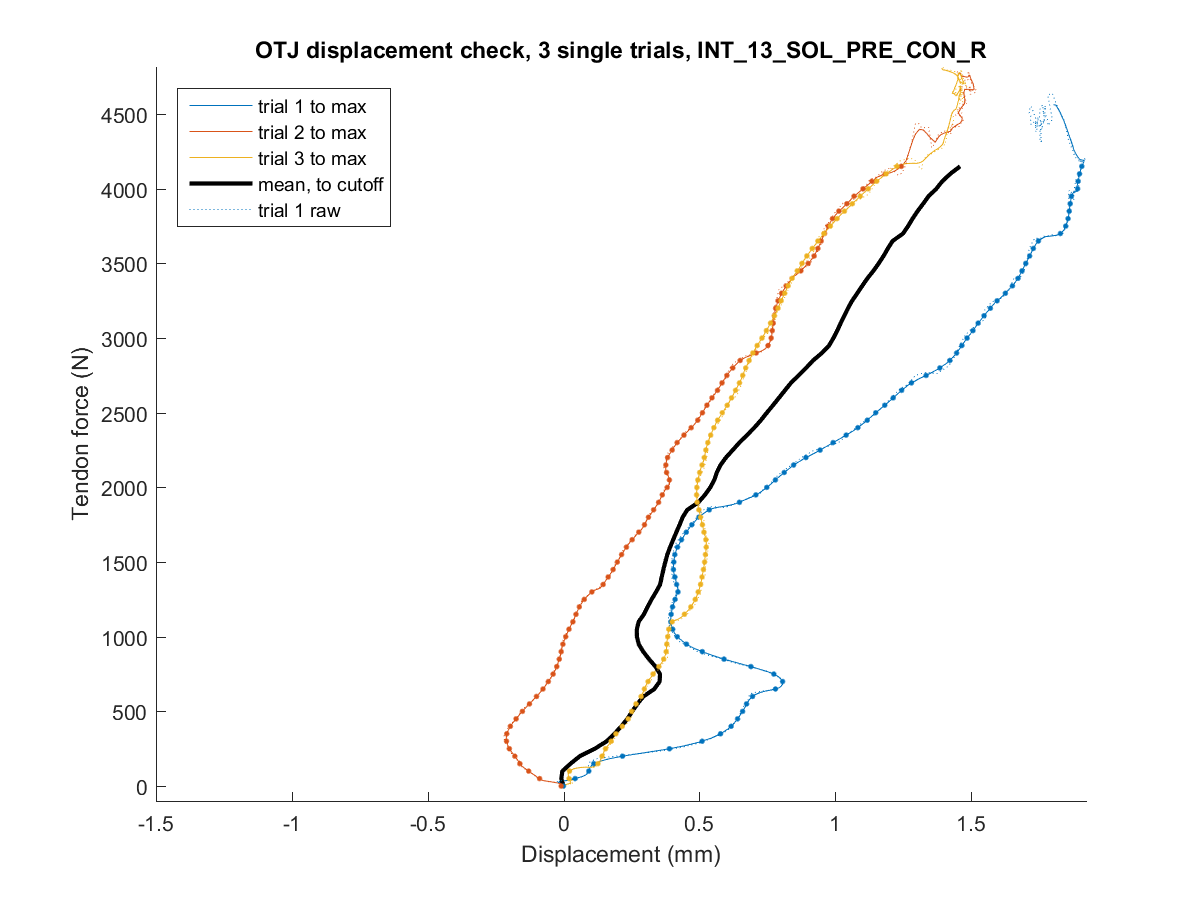 OTJ displacement check, 3 single trials, INT_13_SOL_PRE_CON_R
trial 1 to max
trial 2 to max
trial 3 to max
mean, to cutoff
trial 1 raw
4500
4000
3500
3000
2500
2000
1500
1000
500
0
Tendon force (N)
-1.5
-1
-0.5
0
0.5
1
1.5
Displacement (mm)